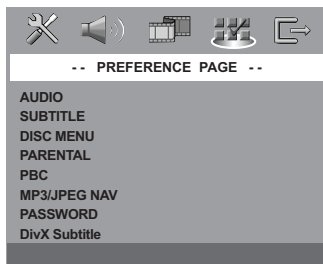 -- PREFERENCE PAGE --
AUDIO
SUBTITLE
DISC MENU
PARENTAL
PBC
MP3/JPEG NAV
PASSWORD
DivX Subtitle